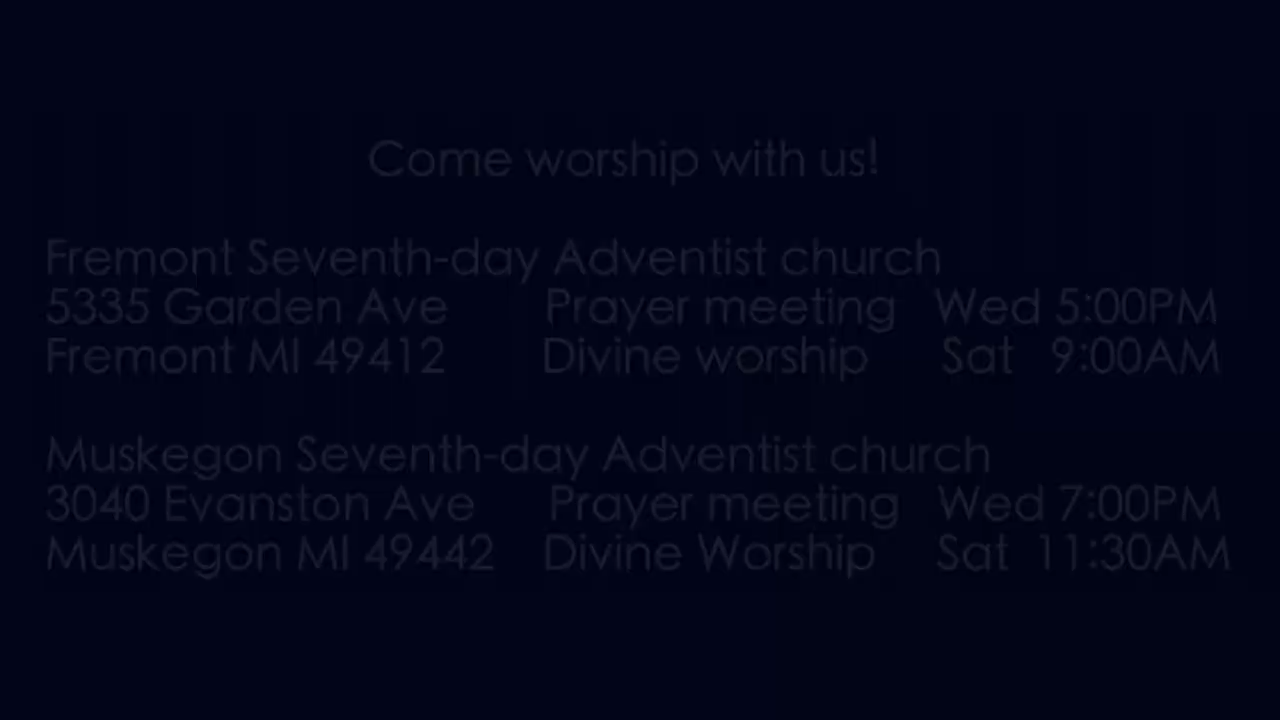 Come worship with us!
Fremont Seventh-day Adventist church
5335 Garden Ave Prayer meeting Wed 5:00PM
Fremont MI 49412 Divine worship Sat 9:00AM
Muskegon Seventh-day Adventist church
3040 Evanston Ave Prayer meeting Wed 7:00PM
Muskegon MI 49442 Divine Worship Sat 11:30AM